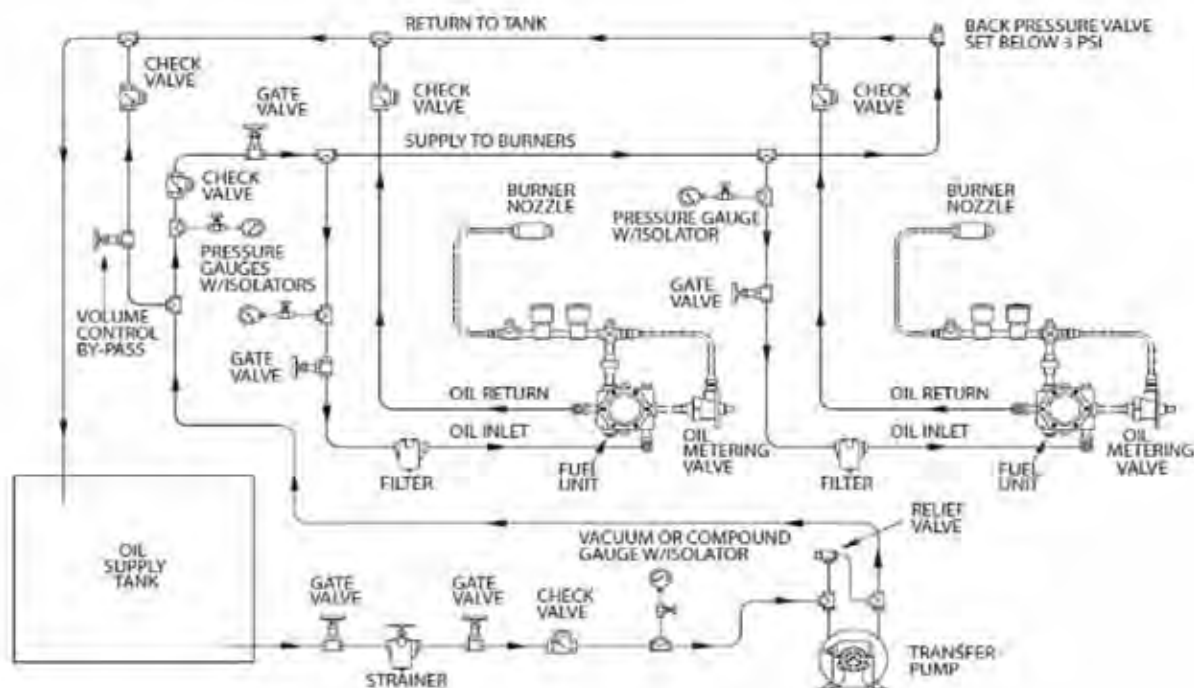 RETURN TO TANK
BACK PRESSURE VALVE
SET BELOW 3 PSI
CHECK
VALVE
GATE
VALVE
CHECK
VALVE
CHECK
VALVE
SUPPLY TO BURNERS
CHECK
VALVE
BURNER
NOZZLE
PRESSURE GAUGE
W/ISOLATOR
BURNER
NOZZLE
PRESSURE
GAUGES
W/ISOLATORS
VOLUME
CONTROL
BY-PASS
GATE
VALVE
GATE
VALVE
OIL RETURN
OIL INLET
OIL
METERING
VALVE
FILTER
FUEL
UNIT
OIL RETURN
OIL INLET
OIL
METERING
VALVE
FILTER
FUEL
UNIT
RELIEF
VALVE
OIL
SUPPLY
TANK
VACUUM OR COMPOUND
GAUGE W/ISOLATOR
GATE
VALVE
GATE
VALVE
CHECK
VALVE
STRAINER
TRANSFER
PUMP